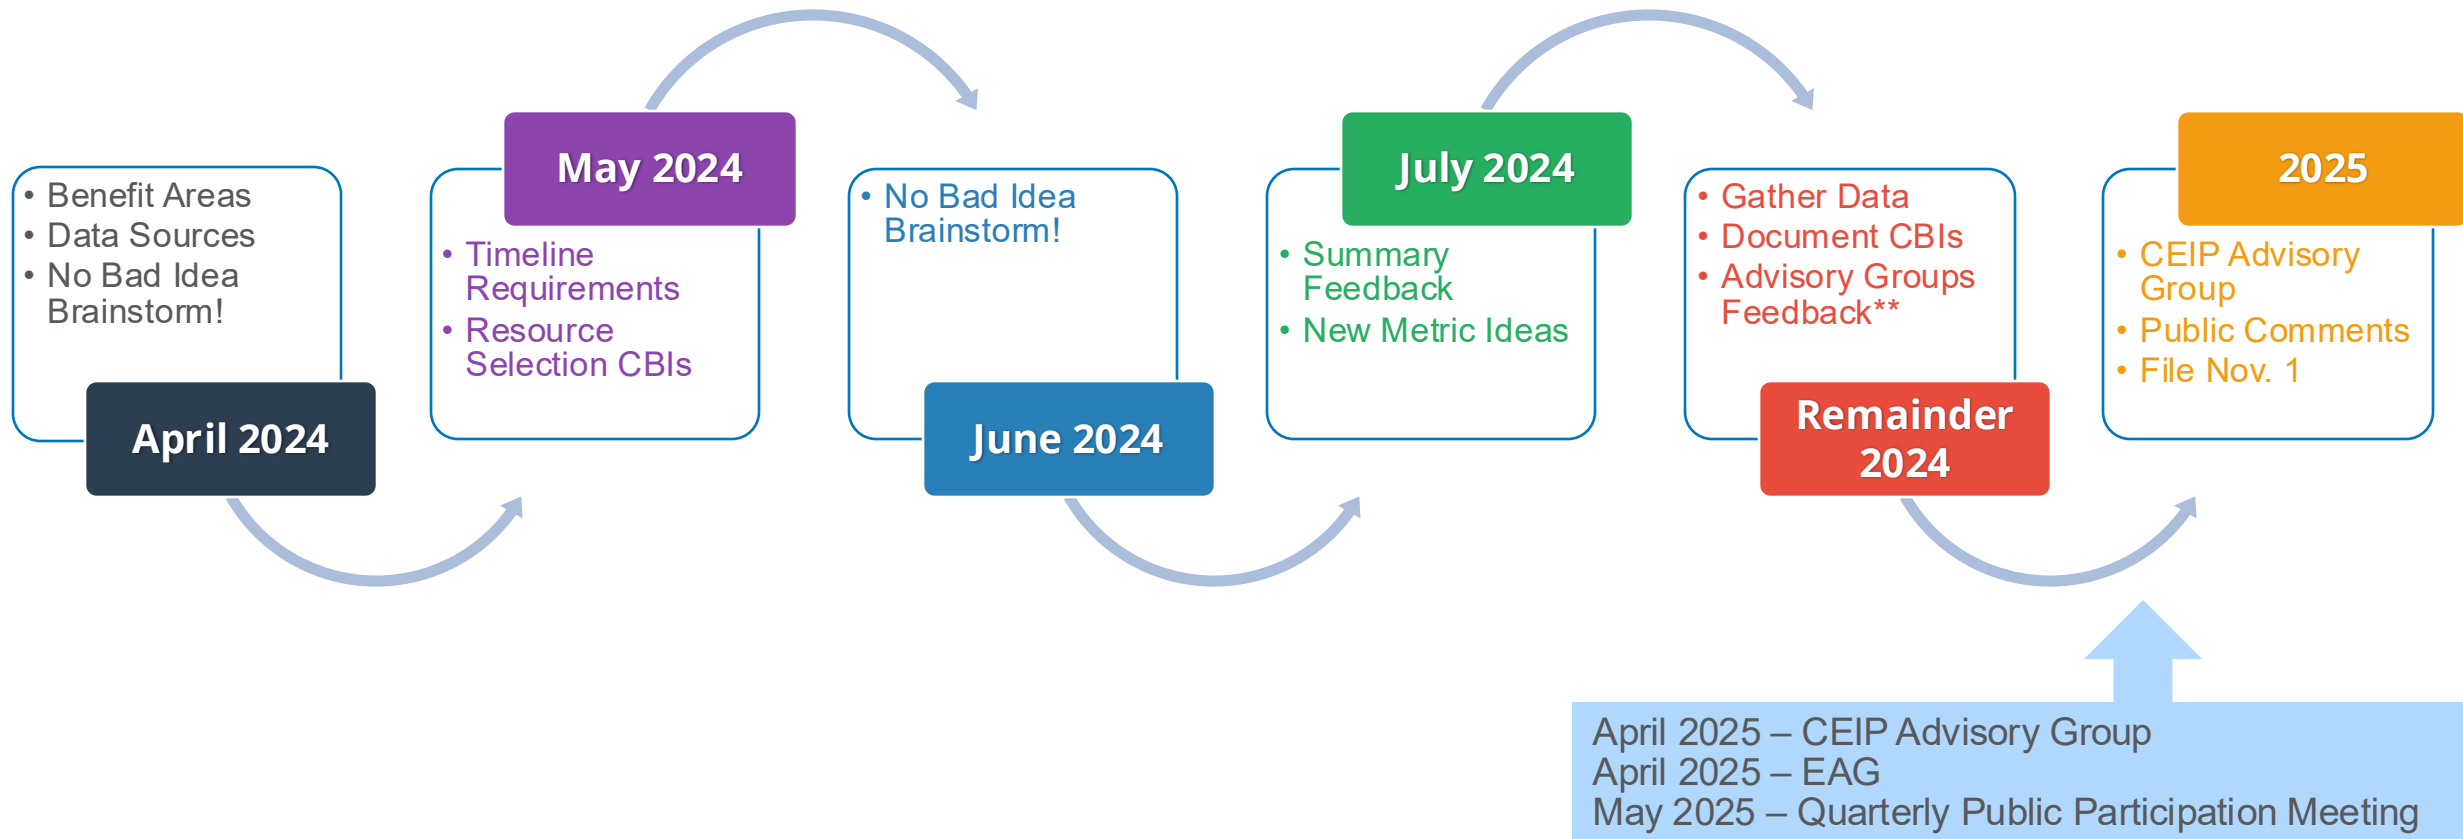 • Benefit Areas
• Data Sources
• No Bad Idea
Brainstorm!
April 2024
May 2024
• Timeline
Requirements
• Resource
Selection CBIs
• No Bad Idea
Brainstorm!
June 2024
July 2024
• Summary
Feedback
• New Metric Ideas
• Gather Data
• Document CBIs
• Advisory Groups
Feedback**
Remainder
2024
2025
• CEIP Advisory
Group
• Public Comments
• File Nov. 1
April 2025 – CEIP Advisory Group
April 2025 – EAG
May 2025 – Quarterly Public Participation Meeting